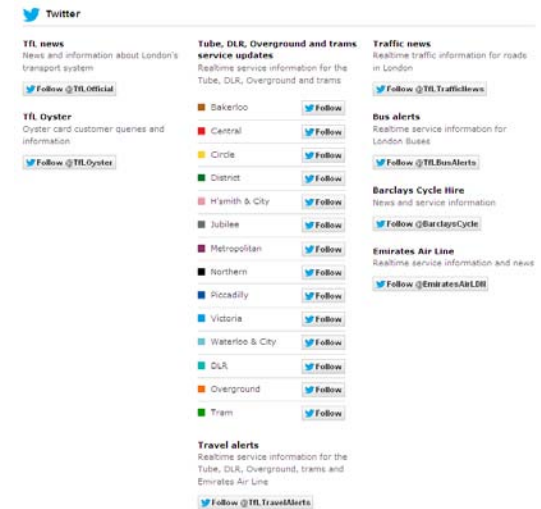 Twitter
TfL news
News and information about London's
transport system
Follow @TfLOfficial
TfL Oyster
Oyster card customer queries and
information
Follow @TfLOyster
Tube, DLR, Overground and trams
service updates
Realtime service information for the
Tube, DLR, Overground and trams
Bakerloo Follow
Central Follow
Circle Follow
District Follow
H'smith & City Follow
Jubilee Follow
Metropolitan Follow
Northern Follow
Piccadilly Follow
Victoria Follow
Waterloo & City Follow
DLR Follow
Overground Follow
Tram Follow
Travel alerts
Realtime service information for the
Tube, DLR, Overground, trams and
Emirates Air Line
Follow @TfLTravelAlerts
Traffic news
Realtime traffic information for roads
in London
Follow @TfLTrafficNews
Bus alerts
Realtime service information for
London Buses
Follow @TfLBusAlerts
Barclays Cycle Hire
News and service information
Follow @BarclaysCycle
Emirates Air Line
Realtime service information and news
Follow @EmiratesAirLDN